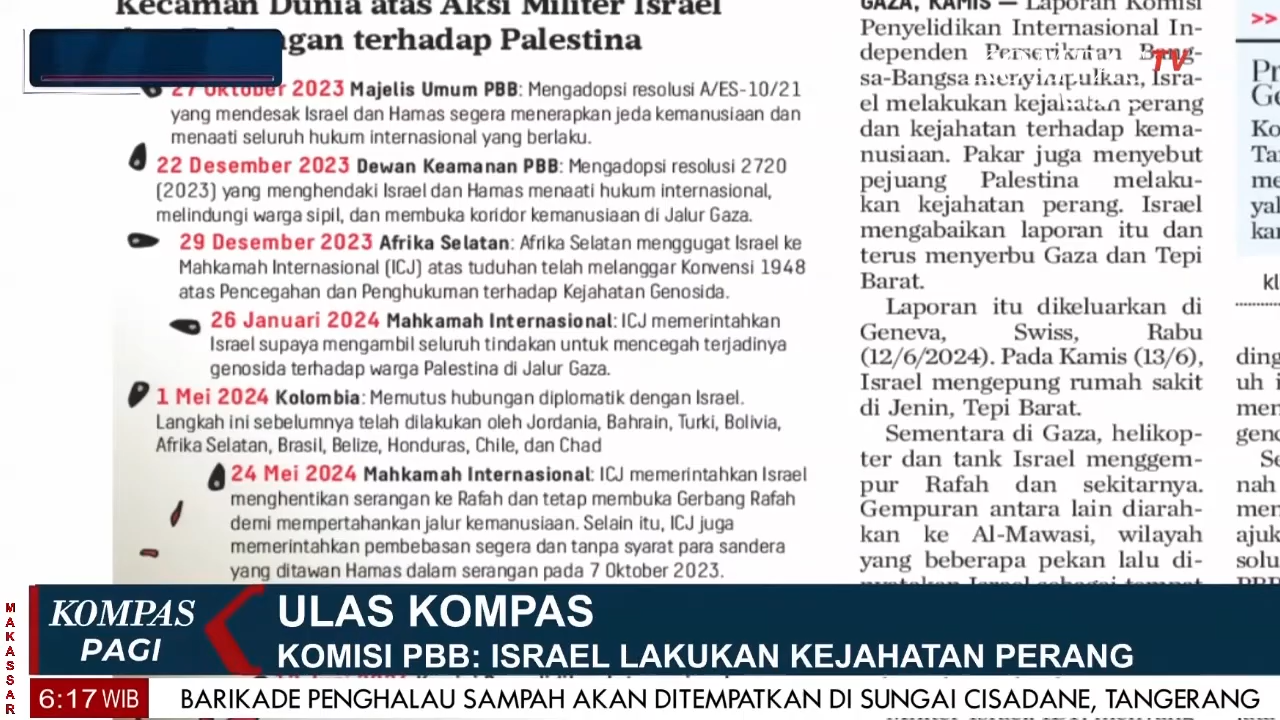 Kecaman Dunia atas Aksi Militer Israel
ngan terhadap Palestina
27 Oktober 2023 Majelis Umum PBB: Mengadopsi resolusi A/ES-10/21
yang mendesak Israel dan Hamas segera menerapkan jeda kemanusiaan dan
menaati seluruh hukum internasional yang berlaku.
22 Desember 2023 Dewan Keamanan PBB: Mengadopsi resolusi 2720
(2023) yang menghendaki Israel dan Hamas menaati hukum internasional,
melindungi warga sipil, dan membuka koridor kemanusiaan di Jalur Gaza.
29 Desember 2023 Afrika Selatan: Afrika Selatan menggugat Israel ke
Mahkamah Internasional (ICJ) atas tuduhan telah melanggar Konvensi 1948
atas Pencegahan dan Penghukuman terhadap Kejahatan Genosida.
26 Januari 2024 Mahkamah Internasional: ICJ memerintahkan
Israel supaya mengambil seluruh tindakan untuk mencegah terjadinya
genosida terhadap warga Palestina di Jalur Gaza.
1 Mei 2024 Kolombia: Memutus hubungan diplomatik dengan Israel.
Langkah ini sebelumnya telah dilakukan oleh Jordania, Bahrain, Turki, Bolivia,
Afrika Selatan, Brasil, Belize, Honduras, Chile, dan Chad
24 Mei 2024 Mahkamah Internasional: ICJ memerintahkan Israel
menghentikan serangan ke Rafah dan tetap membuka Gerbang Rafah
demi mempertahankan jalur kemanusiaan. Selain itu, ICJ juga
memerintahkan pembebasan segera dan tanpa syarat para sandera
yang ditawan Hamas dalam serangan pada 7 Oktober 2023.
GAZA, KAMIS — Laporan Komisi
Penyelidikan Internasional In-
dependen Perserikatan Bang-
sa-Bangsa menyimpulkan, Isra-
el melakukan kejahatan perang
dan kejahatan terhadap kema-
nusiaan. Pakar juga menyebut
pejuang Palestina melaku-
kan kejahatan perang. Israel
mengabaikan laporan itu dan
terus menyerbu Gaza dan Tepi
Barat.
Laporan itu dikeluarkan di
Geneva, Swiss, Rabu
(12/6/2024). Pada Kamis (13/6),
Israel mengepung rumah sakit
di Jenin, Tepi Barat.
Sementara di Gaza, helikop-
ter dan tank Israel menggem-
pur Rafah dan sekitarnya.
Gempuran antara lain diarah-
kan ke Al-Mawasi, wilayah
yang beberapa pekan lalu di-
TV
>>
KOMPAS
PAGI
ULAS KOMPAS
KOMISI PBB: ISRAEL LAKUKAN KEJAHATAN PERANG
MAKASSAR
6:17 WIB
BARIKADE PENGHALAU SAMPAH AKAN DITEMPATKAN DI SUNGAI CISADANE, TANGERANG